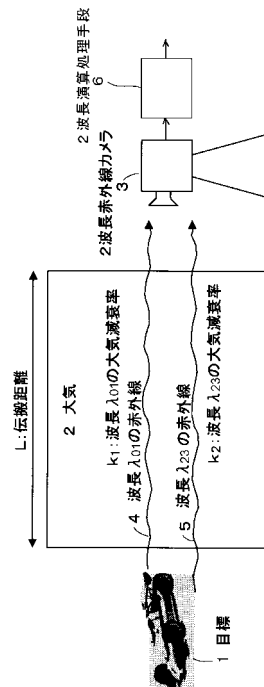 L:伝搬距離
2 大気
k1:波長λ01の大気減衰率
4 波長λ01の赤外線
5 波長λ23の赤外線
k2:波長λ23の大気減衰率
1 目標
2波長赤外線カメラ
3
2波長演算処理手段
6